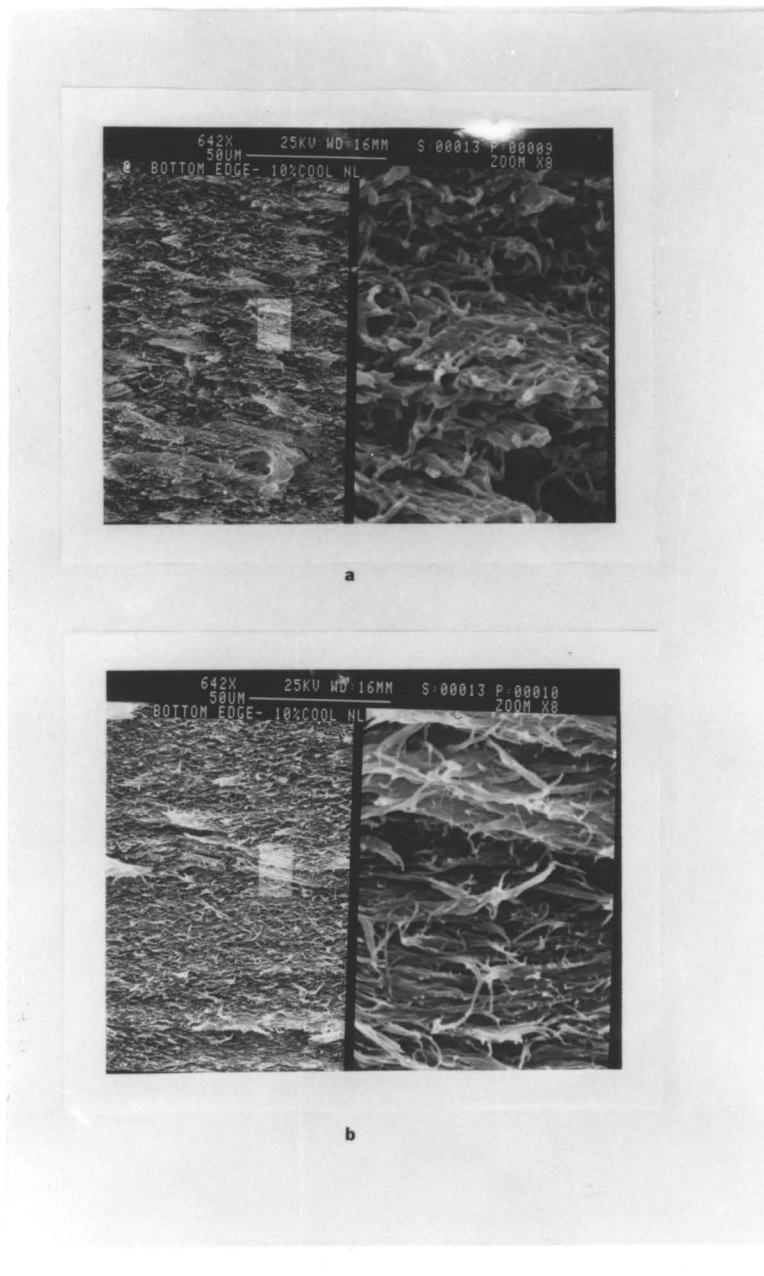 642X 25KV WD:16MM S:00013 P:00009
50UM ZOOM X8
@ BOTTOM EDGE- 10%COOL NL
a
642X 25KV WD:16MM S:00013 P:00010
50UM ZOOM X8
BOTTOM EDGE- 10%COOL NL
b